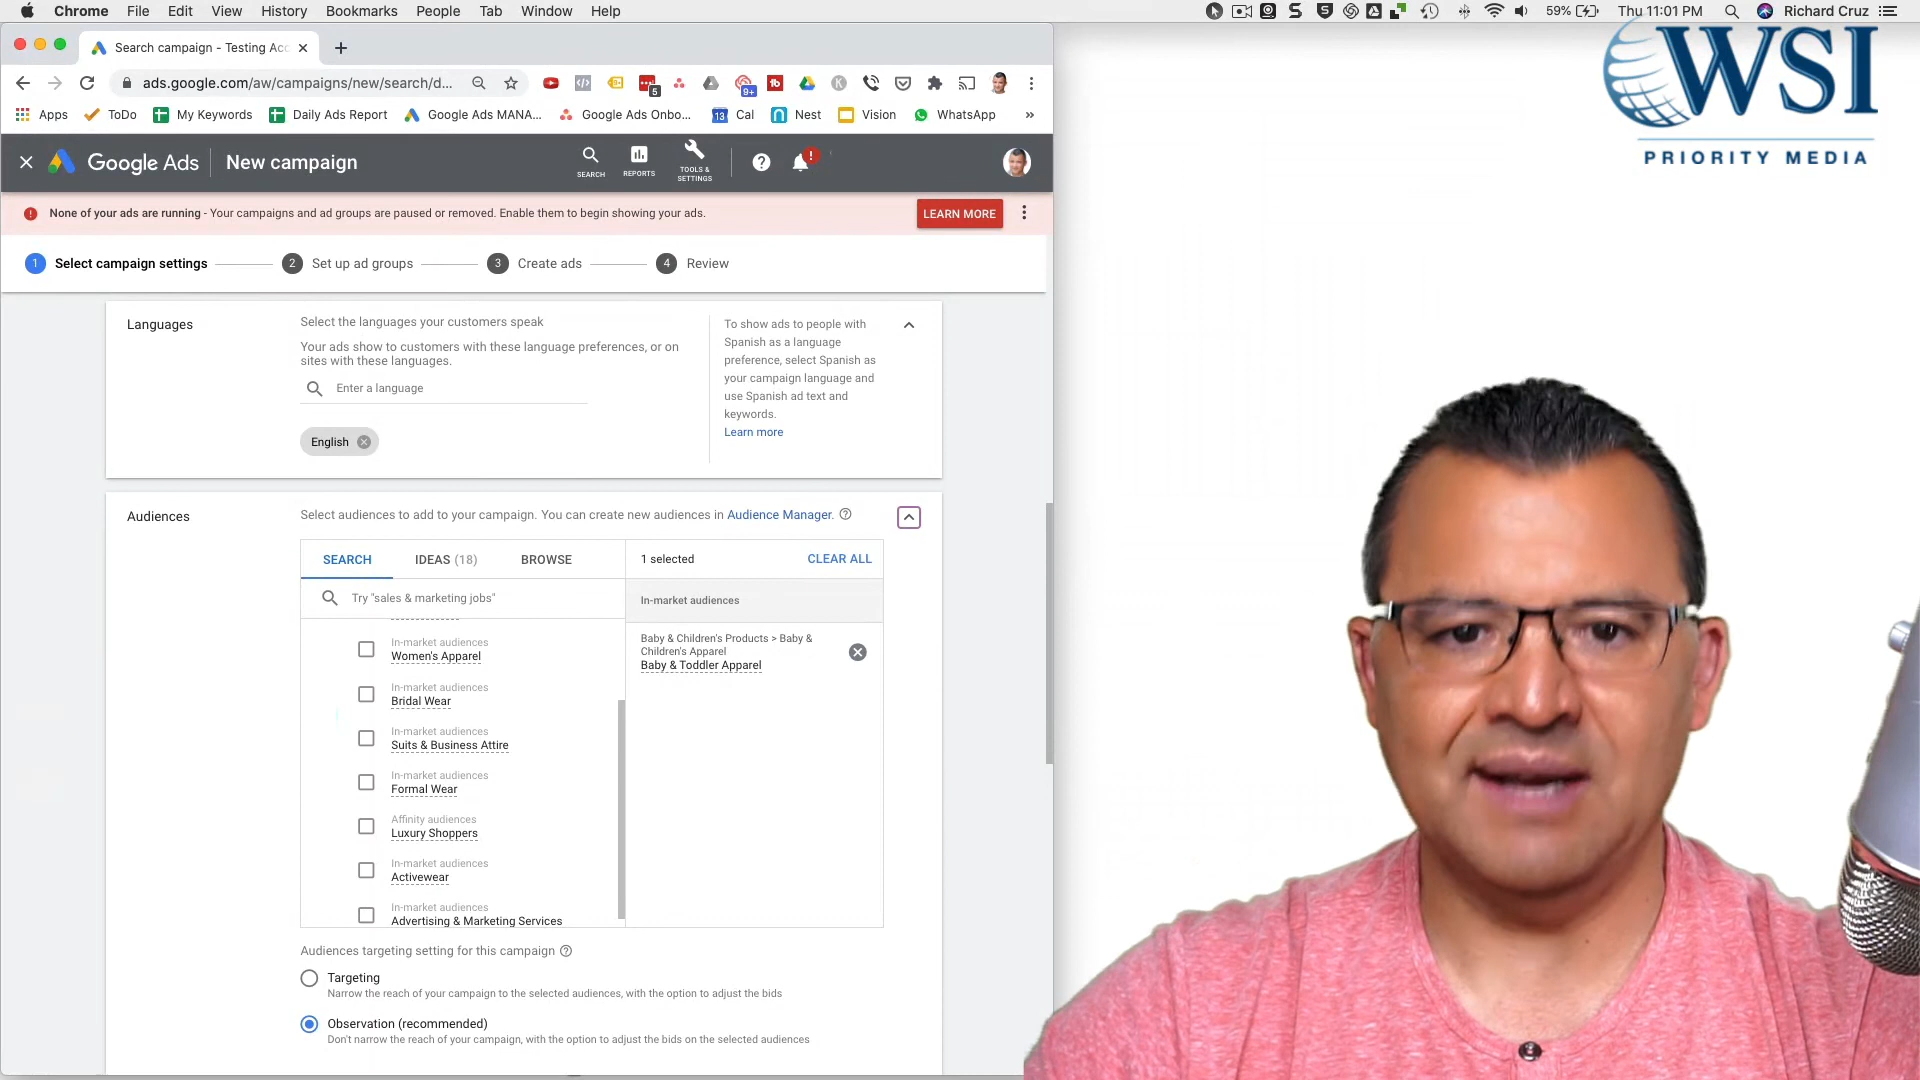 Chrome File Edit View History Bookmarks People Tab Window Help 59% Thu 11:01 PM Richard Cruz
Search campaign - Testing Acc
ads.google.com/aw/campaigns/new/search/d...
5
9+
Apps ToDo My Keywords Daily Ads Report Google Ads MANA... Google Ads Onbo... 13 Cal Nest Vision WhatsApp »
WSI
PRIORITY MEDIA
Google Ads New campaign
SEARCH REPORTS TOOLS & SETTINGS
None of your ads are running - Your campaigns and ad groups are paused or removed. Enable them to begin showing your ads. LEARN MORE
1 Select campaign settings 2 Set up ad groups 3 Create ads 4 Review
Languages
Select the languages your customers speak
Your ads show to customers with these language preferences, or on
sites with these languages.
Enter a language
English
To show ads to people with
Spanish as a language
preference, select Spanish as
your campaign language and
use Spanish ad text and
keywords.
Learn more
Audiences
Select audiences to add to your campaign. You can create new audiences in Audience Manager.
SEARCH IDEAS (18) BROWSE
Try "sales & marketing jobs"
In-market audiences
Women's Apparel
In-market audiences
Bridal Wear
In-market audiences
Suits & Business Attire
In-market audiences
Formal Wear
Affinity audiences
Luxury Shoppers
In-market audiences
Activewear
In-market audiences
Advertising & Marketing Services
1 selected CLEAR ALL
In-market audiences
Baby & Children's Products > Baby &
Children's Apparel
Baby & Toddler Apparel
Audiences targeting setting for this campaign
Targeting
Narrow the reach of your campaign to the selected audiences, with the option to adjust the bids
Observation (recommended)
Don't narrow the reach of your campaign, with the option to adjust the bids on the selected audiences